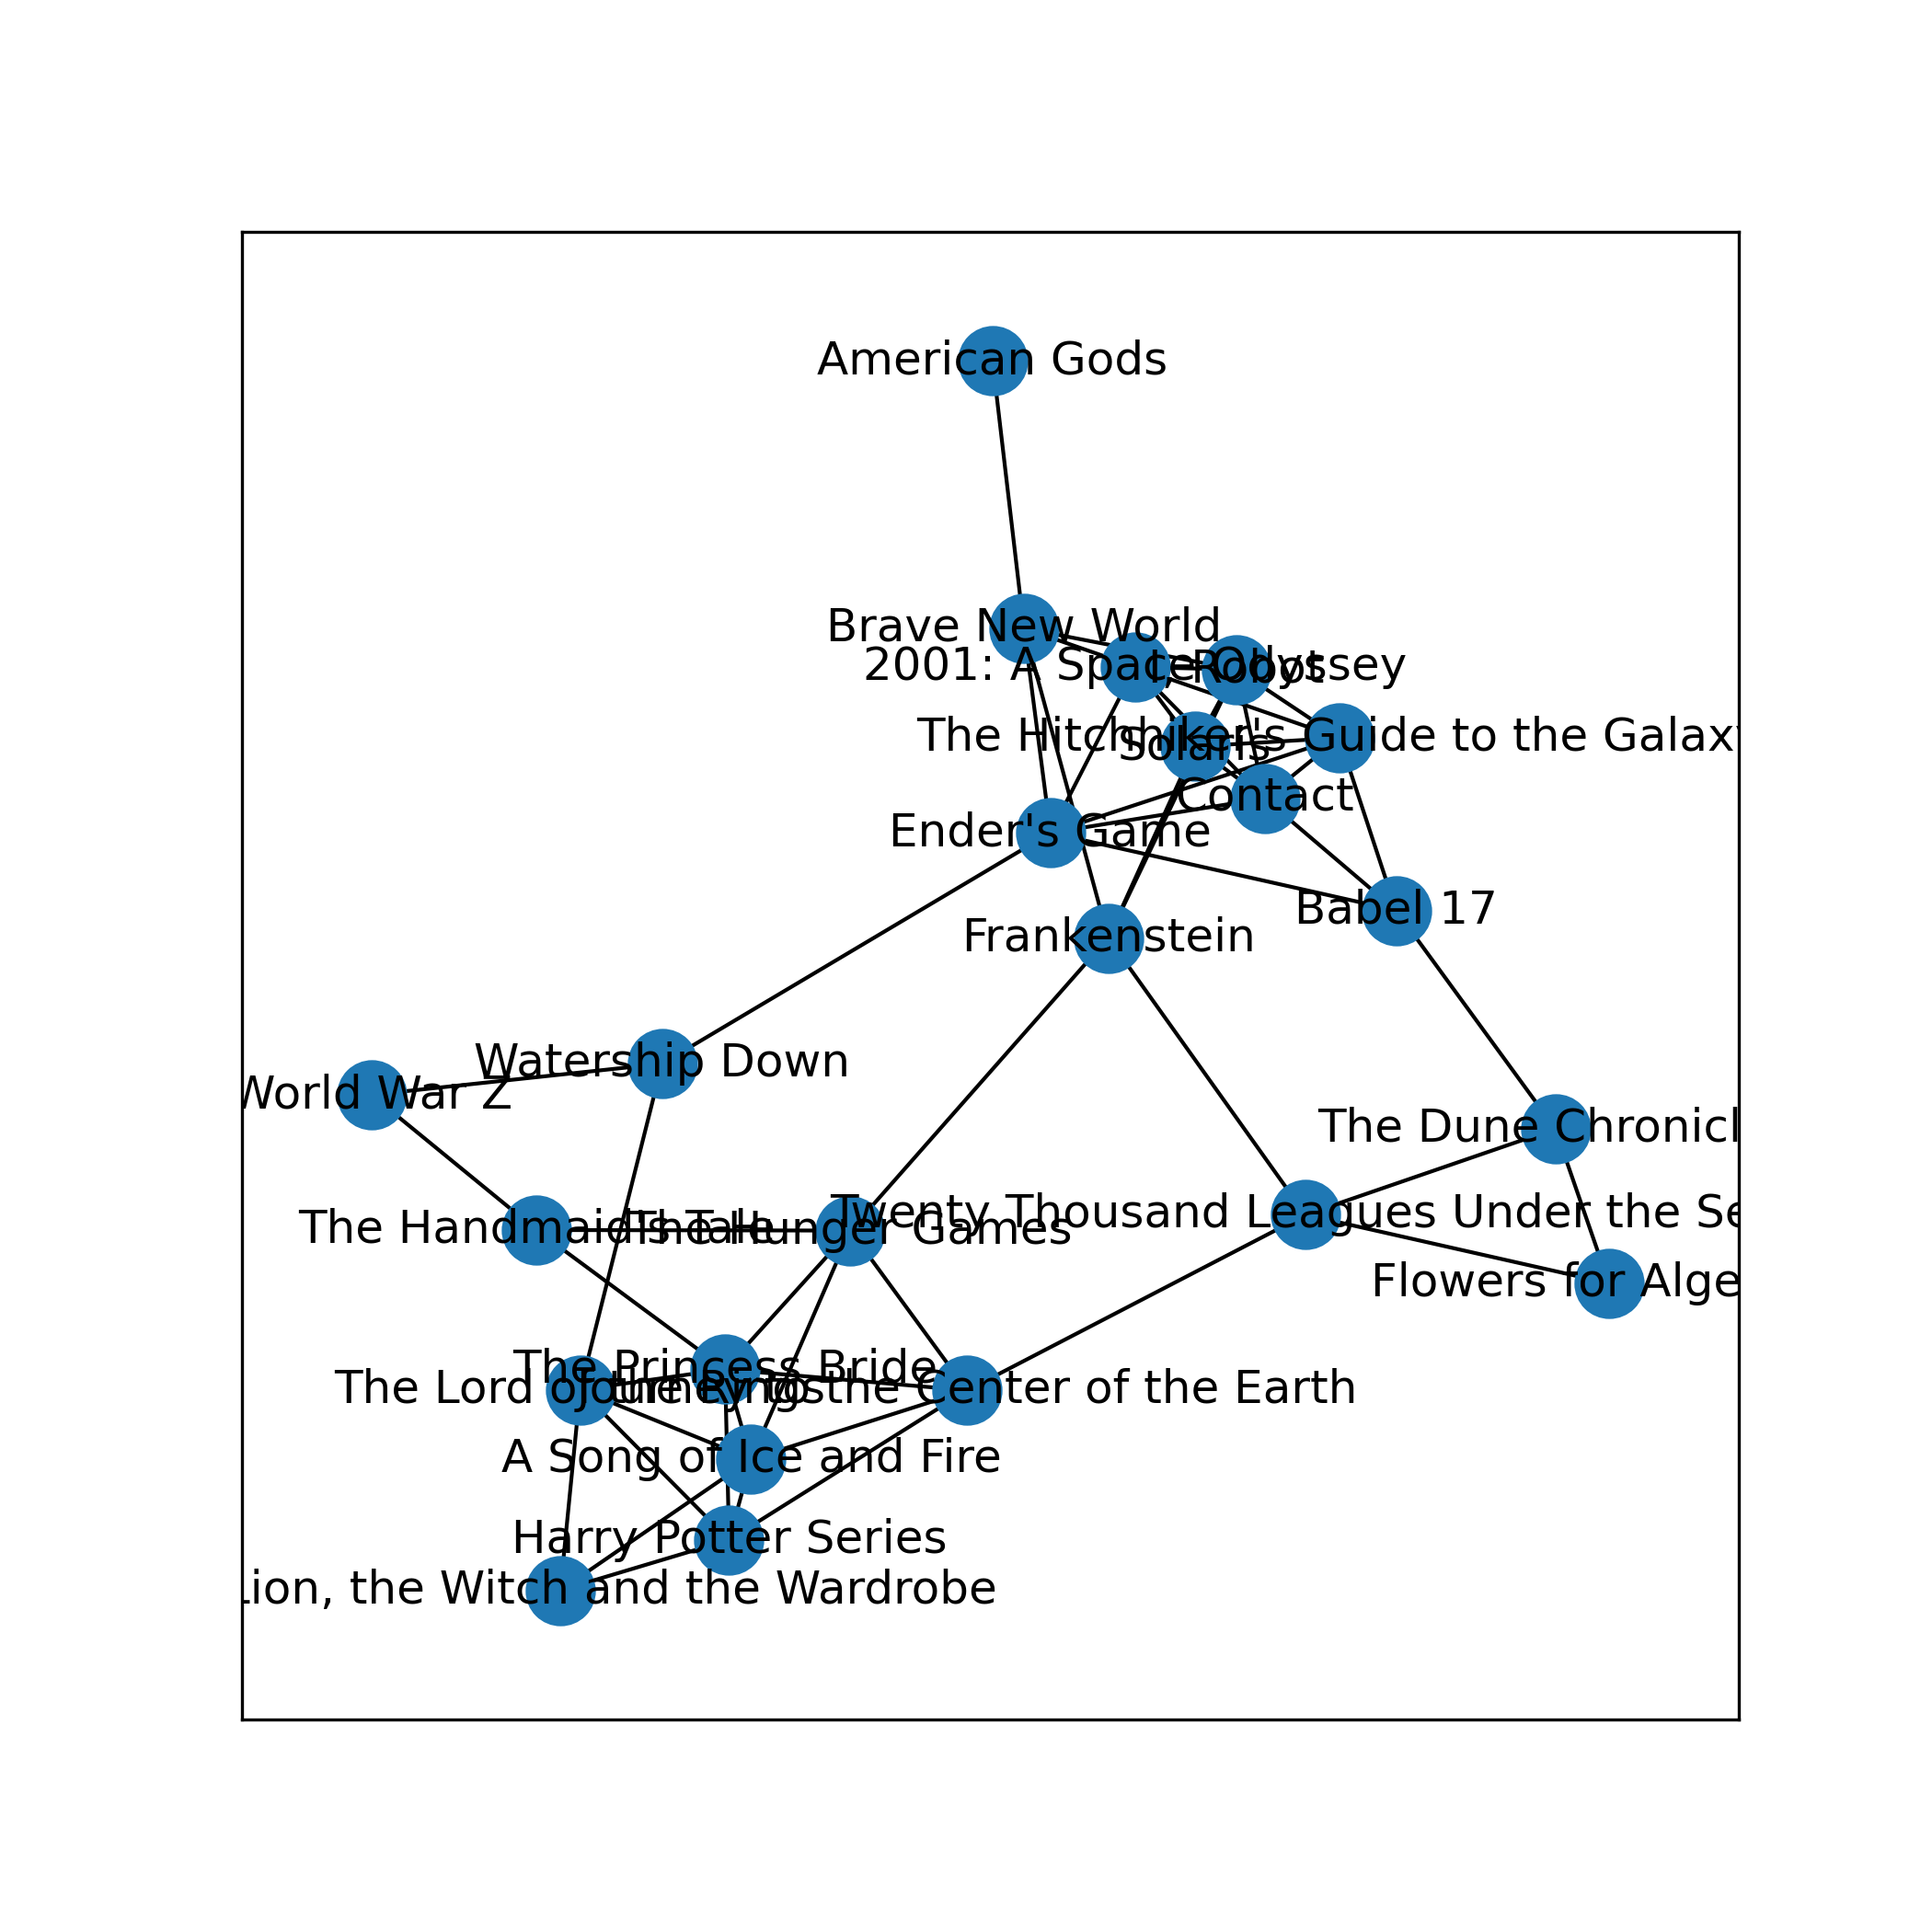 American Gods
Brave New World
2001: A Space Odyssey
I, Robot
The Hitchhiker's Guide to the Galaxy
Solaris
Contact
Ender's Game
Babel 17
Frankenstein
Watership Down
World War Z
The Dune Chronicl
Twenty Thousand Leagues Under the Se
The Handmaid's Tale
The Hunger Games
Flowers for Alge
The Princess Bride
The Lord of the Rings
Journey to the Center of the Earth
A Song of Ice and Fire
Harry Potter Series
Lion, the Witch and the Wardrobe